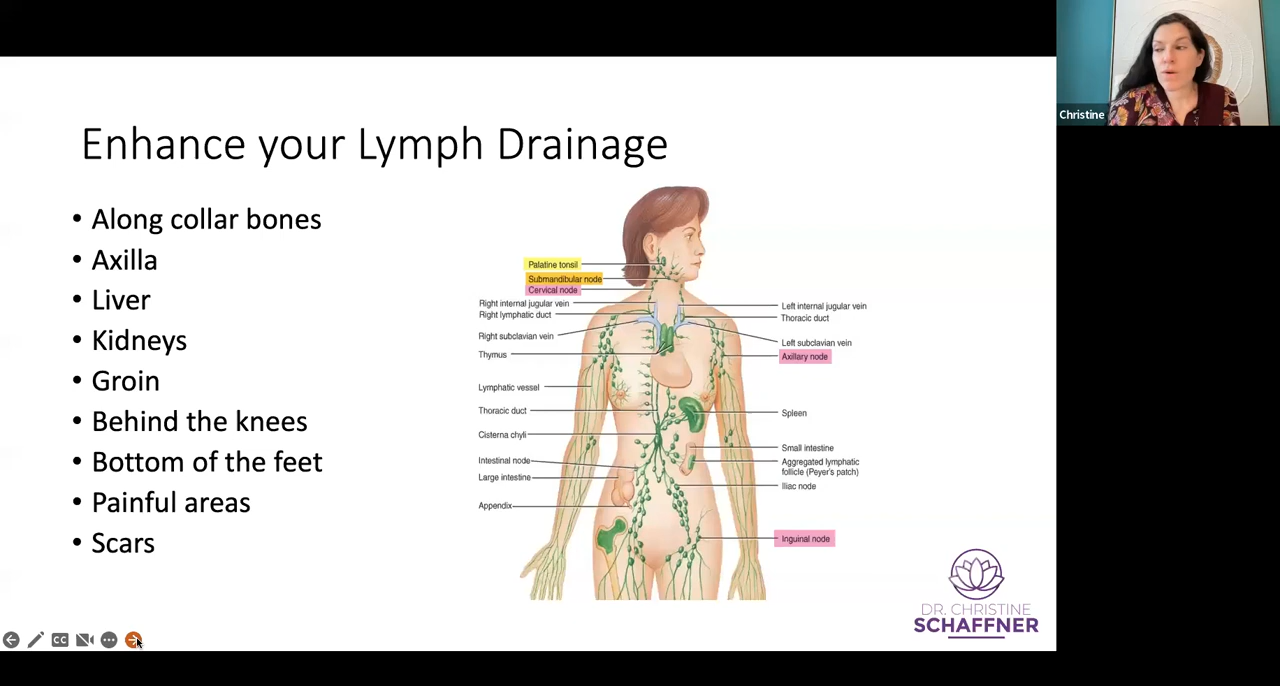 Christine
Enhance your Lymph Drainage
• Along collar bones
• Axilla
• Liver
• Kidneys
• Groin
• Behind the knees
• Bottom of the feet
• Painful areas
• Scars
Palatine tonsil
Submandibular node
Cervical node
Right internal jugular vein
Right lymphatic duct
Right subclavian vein
Thymus
Lymphatic vessel
Thoracic duct
Cisterna chyli
Intestinal node
Large intestine
Appendix
Left internal jugular vein
Thoracic duct
Left subclavian vein
Axillary node
Spleen
Small intestine
Aggregated lymphatic
follicle (Peyer's patch)
Iliac node
Inguinal node
DR. CHRISTINE
SCHAFFNER
CC